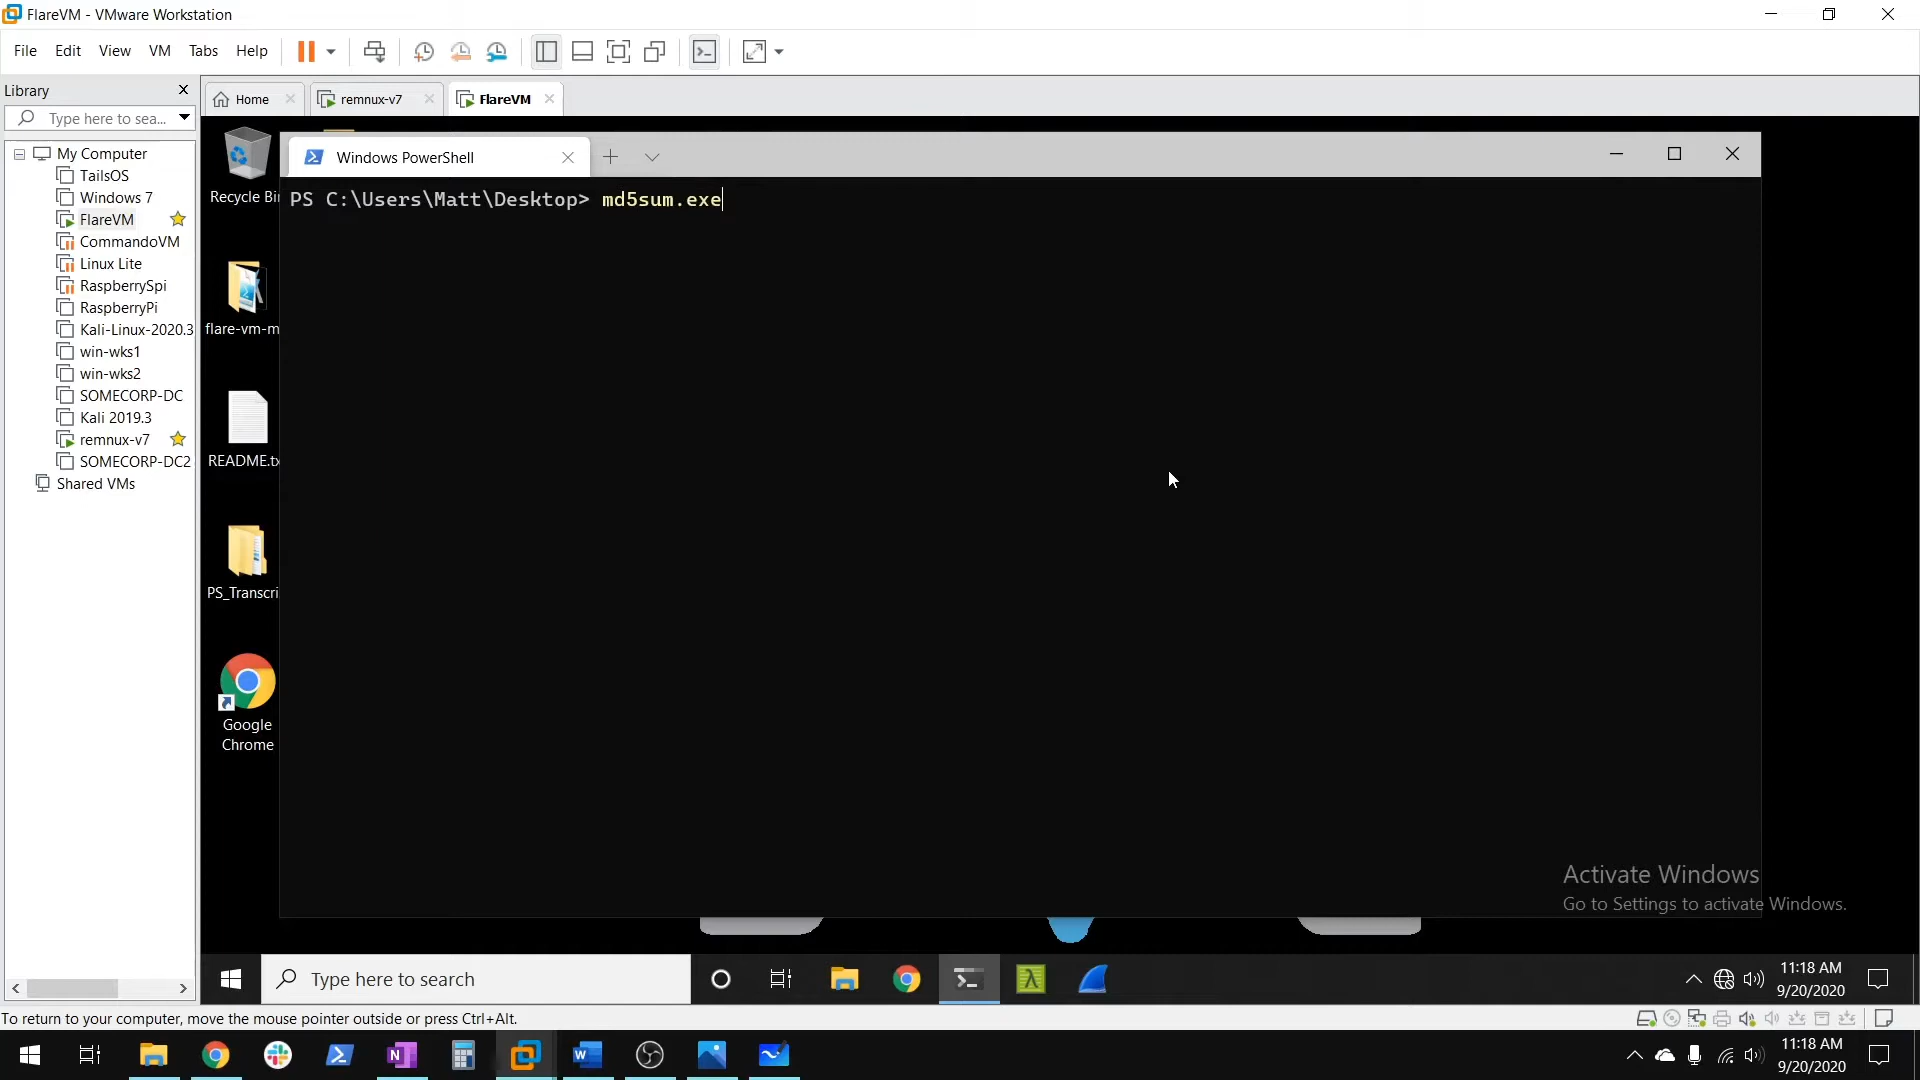 FlareVM - VMware Workstation
File Edit View VM Tabs Help
Library
Type here to sea...
My Computer
TailsOS
Windows 7
FlareVM
CommandoVM
Linux Lite
RaspberrySpi
RaspberryPi
Kali-Linux-2020.3
win-wks1
win-wks2
SOMECORP-DC
Kali 2019.3
remnux-v7
SOMECORP-DC2
Shared VMs
Home remnux-v7 FlareVM
Recycle Bi
flare-vm-m
README.tx
PS_Transcri
Google
Chrome
Windows PowerShell
PS C:\Users\Matt\Desktop> md5sum.exe
Activate Windows
Go to Settings to activate Windows.
Type here to search
11:18 AM
9/20/2020
To return to your computer, move the mouse pointer outside or press Ctrl+Alt.
11:18 AM
9/20/2020